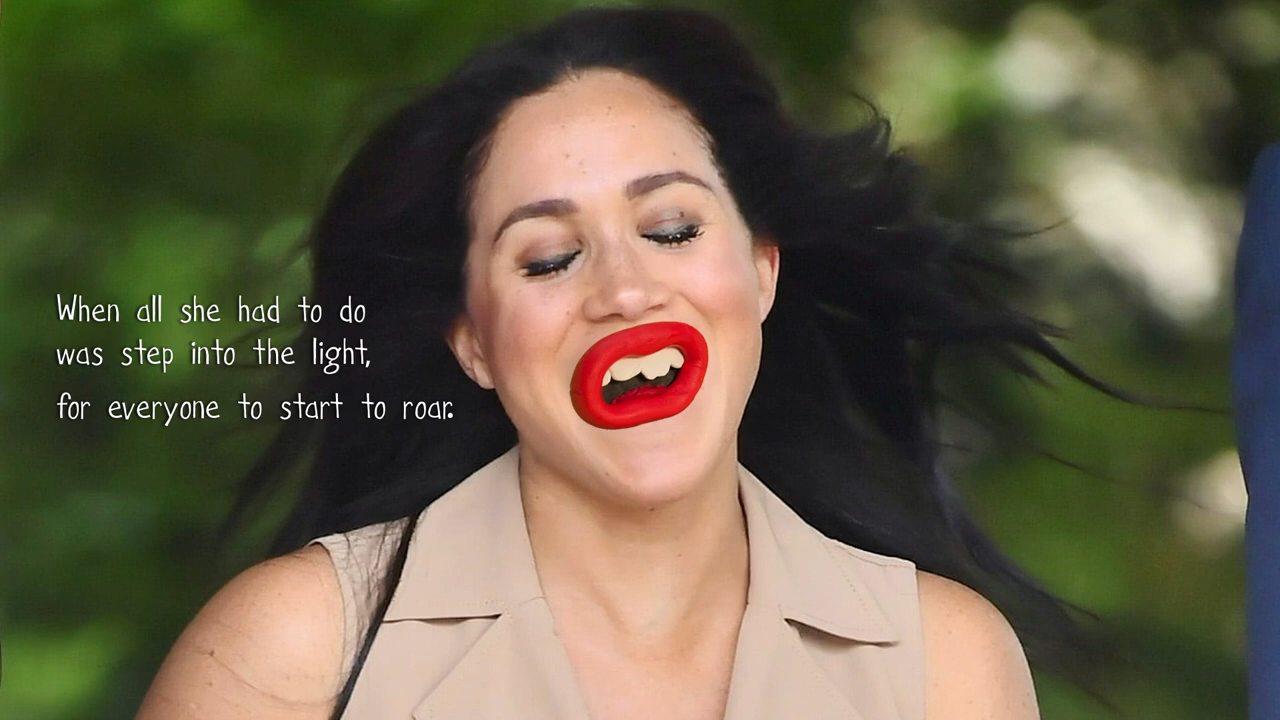 When all she had to do
was step into the light,
for everyone to start to roar.